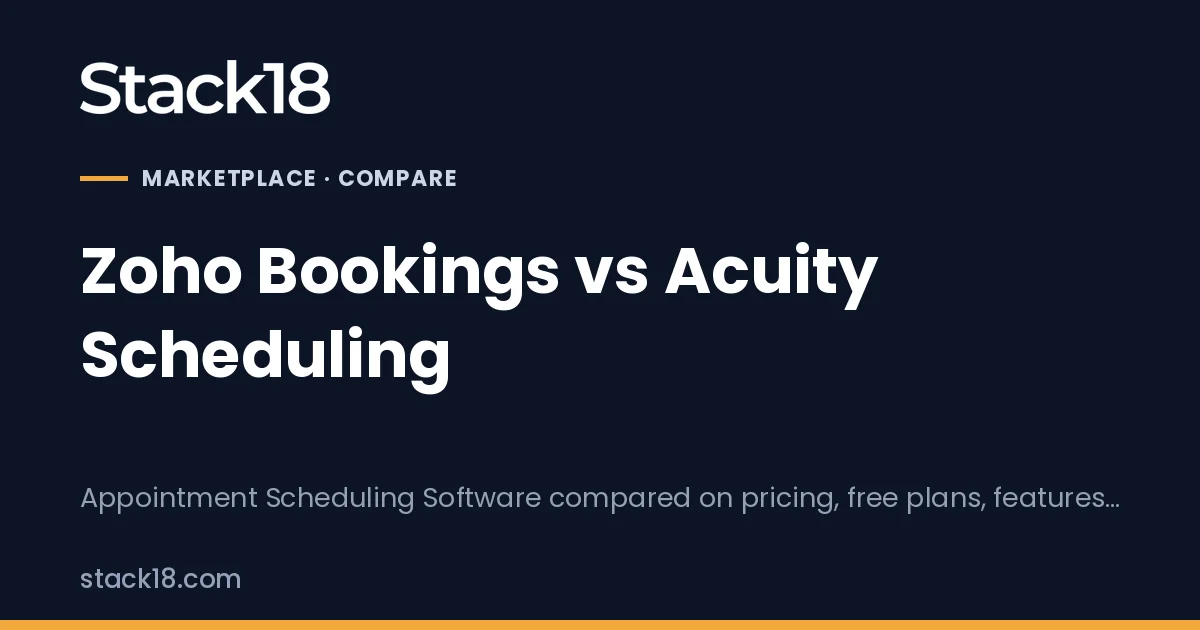 Stack18
MARKETPLACE · COMPARE
Zoho Bookings vs Acuity
Scheduling
Appointment Scheduling Software compared on pricing, free plans, features...
stack18.com